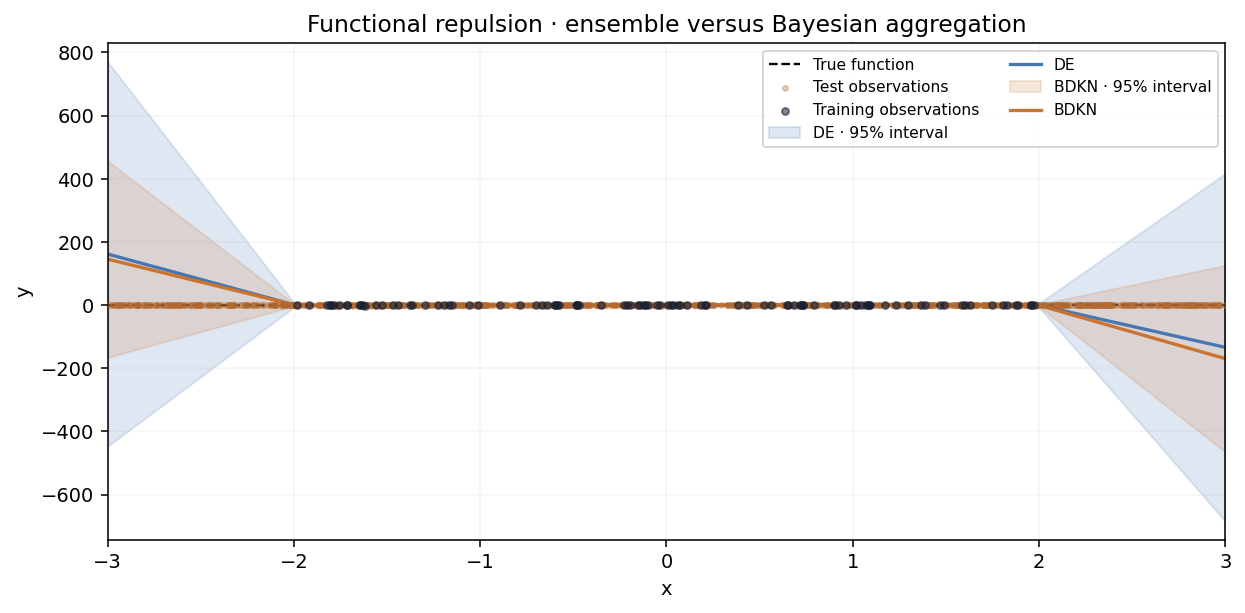 Functional repulsion · ensemble versus Bayesian aggregation
800
600
400
200
0
−200
−400
−600
y
−3
−2
−1
0
1
2
3
x
True function
Test observations
Training observations
DE · 95% interval
DE
BDKN · 95% interval
BDKN